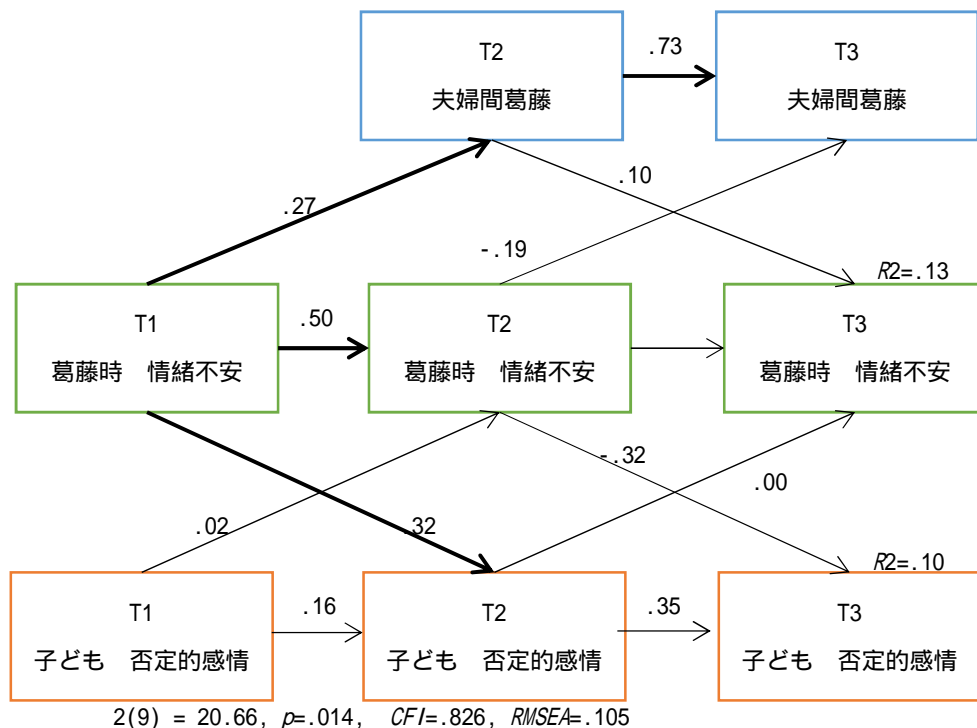 T2
夫婦間葛藤
.73
T3
夫婦間葛藤
.27
.10
-.19
R2=.13
T1
葛藤時　情緒不安
.50
T2
葛藤時　情緒不安
T3
葛藤時　情緒不安
.02
.32
-.32
.00
R2=.10
T1
子ども　否定的感情
.16
T2
子ども　否定的感情
.35
T3
子ども　否定的感情
2(9) = 20.66, p=.014,　CFI=.826, RMSEA=.105